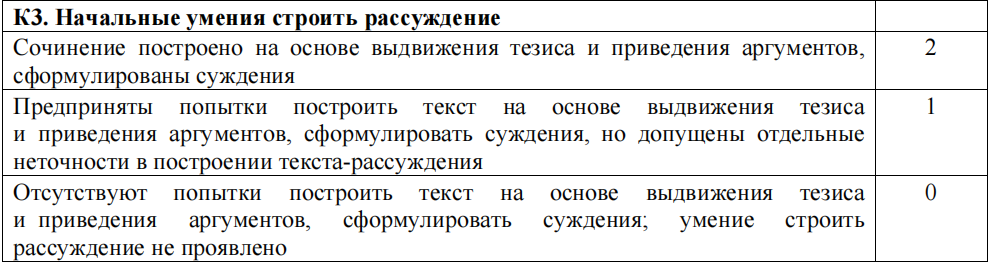 К3. Начальные умения строить рассуждение
Сочинение построено на основе выдвижения тезиса и приведения аргументов, 2
сформулированы суждения
Предприняты попытки построить текст на основе выдвижения тезиса 1
и приведения аргументов, сформулировать суждения, но допущены отдельные
неточности в построении текста-рассуждения
Отсутствуют попытки построить текст на основе выдвижения тезиса 0
и приведения аргументов, сформулировать суждения; умение строить
рассуждение не проявлено